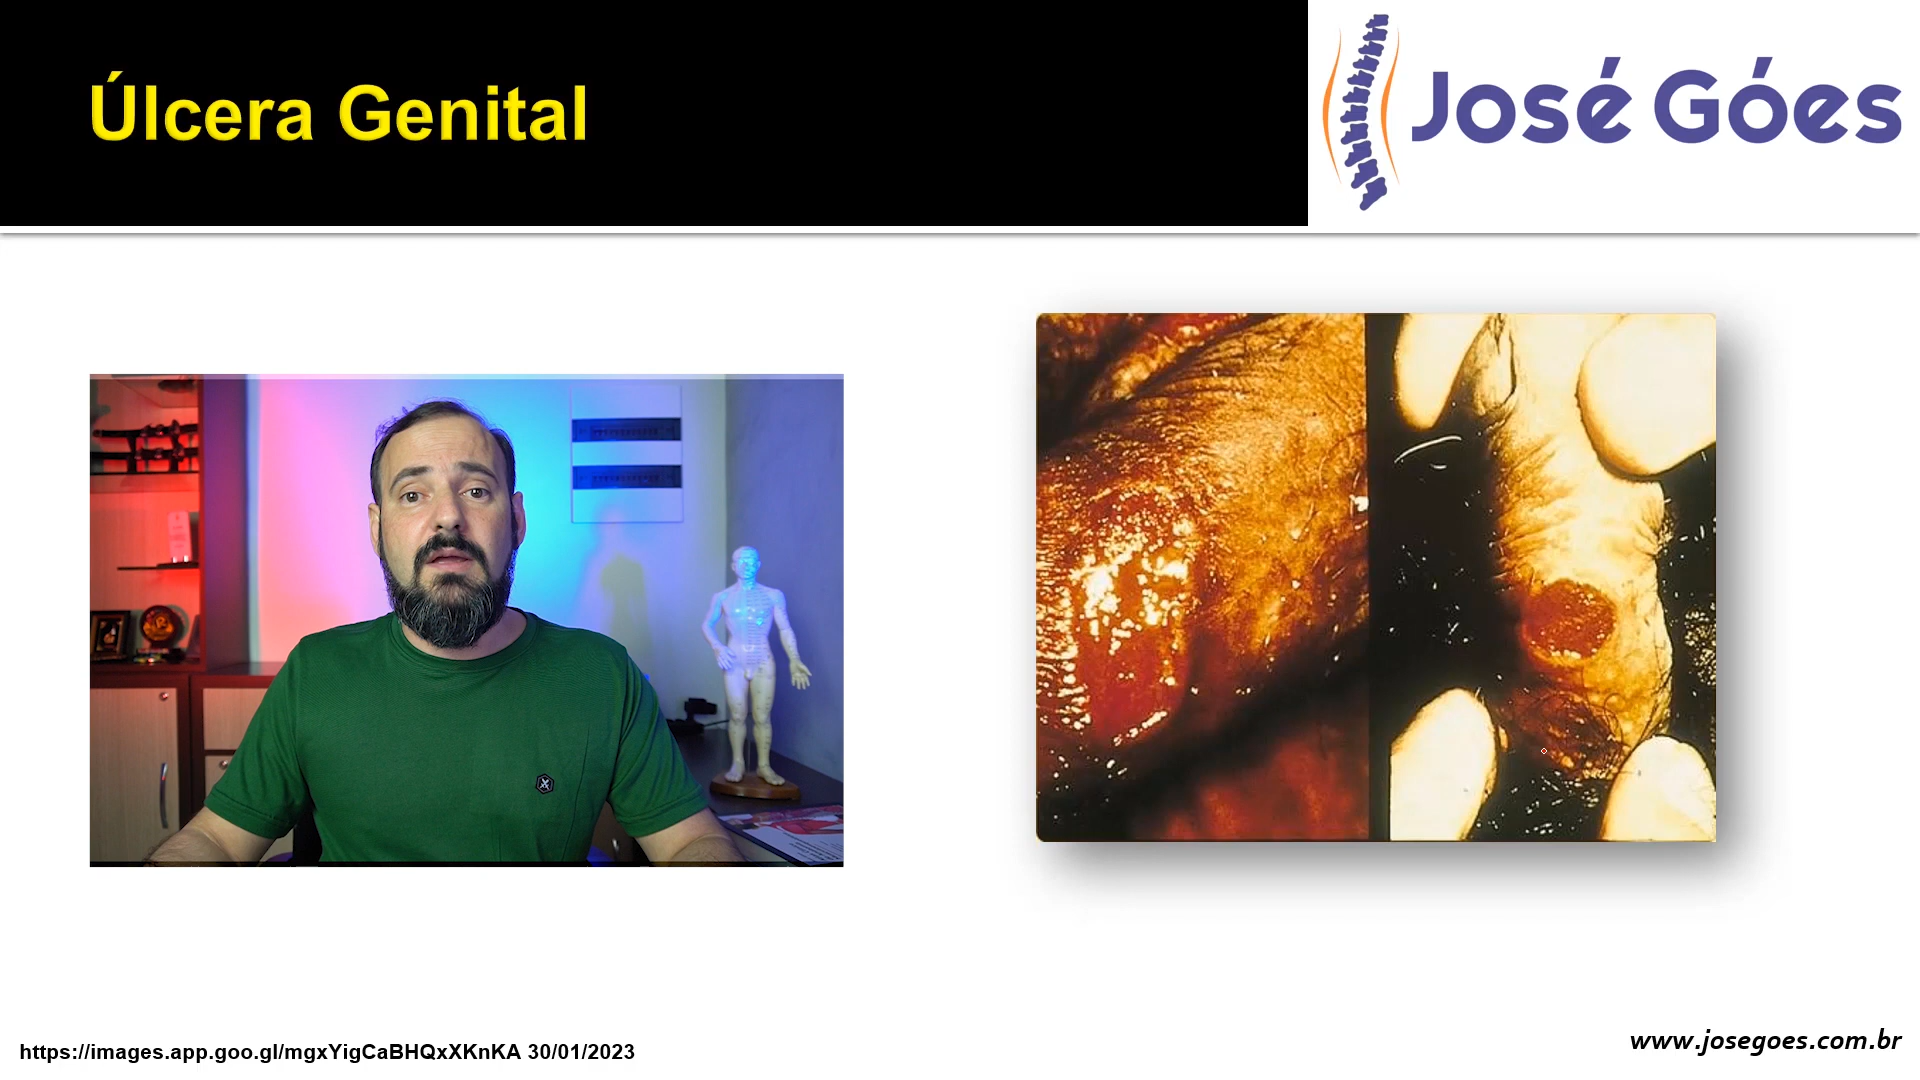 Úlcera Genital
José Góes
https://images.app.goo.gl/mgxYigCaBHQxXKnKA 30/01/2023
www.josegoes.com.br